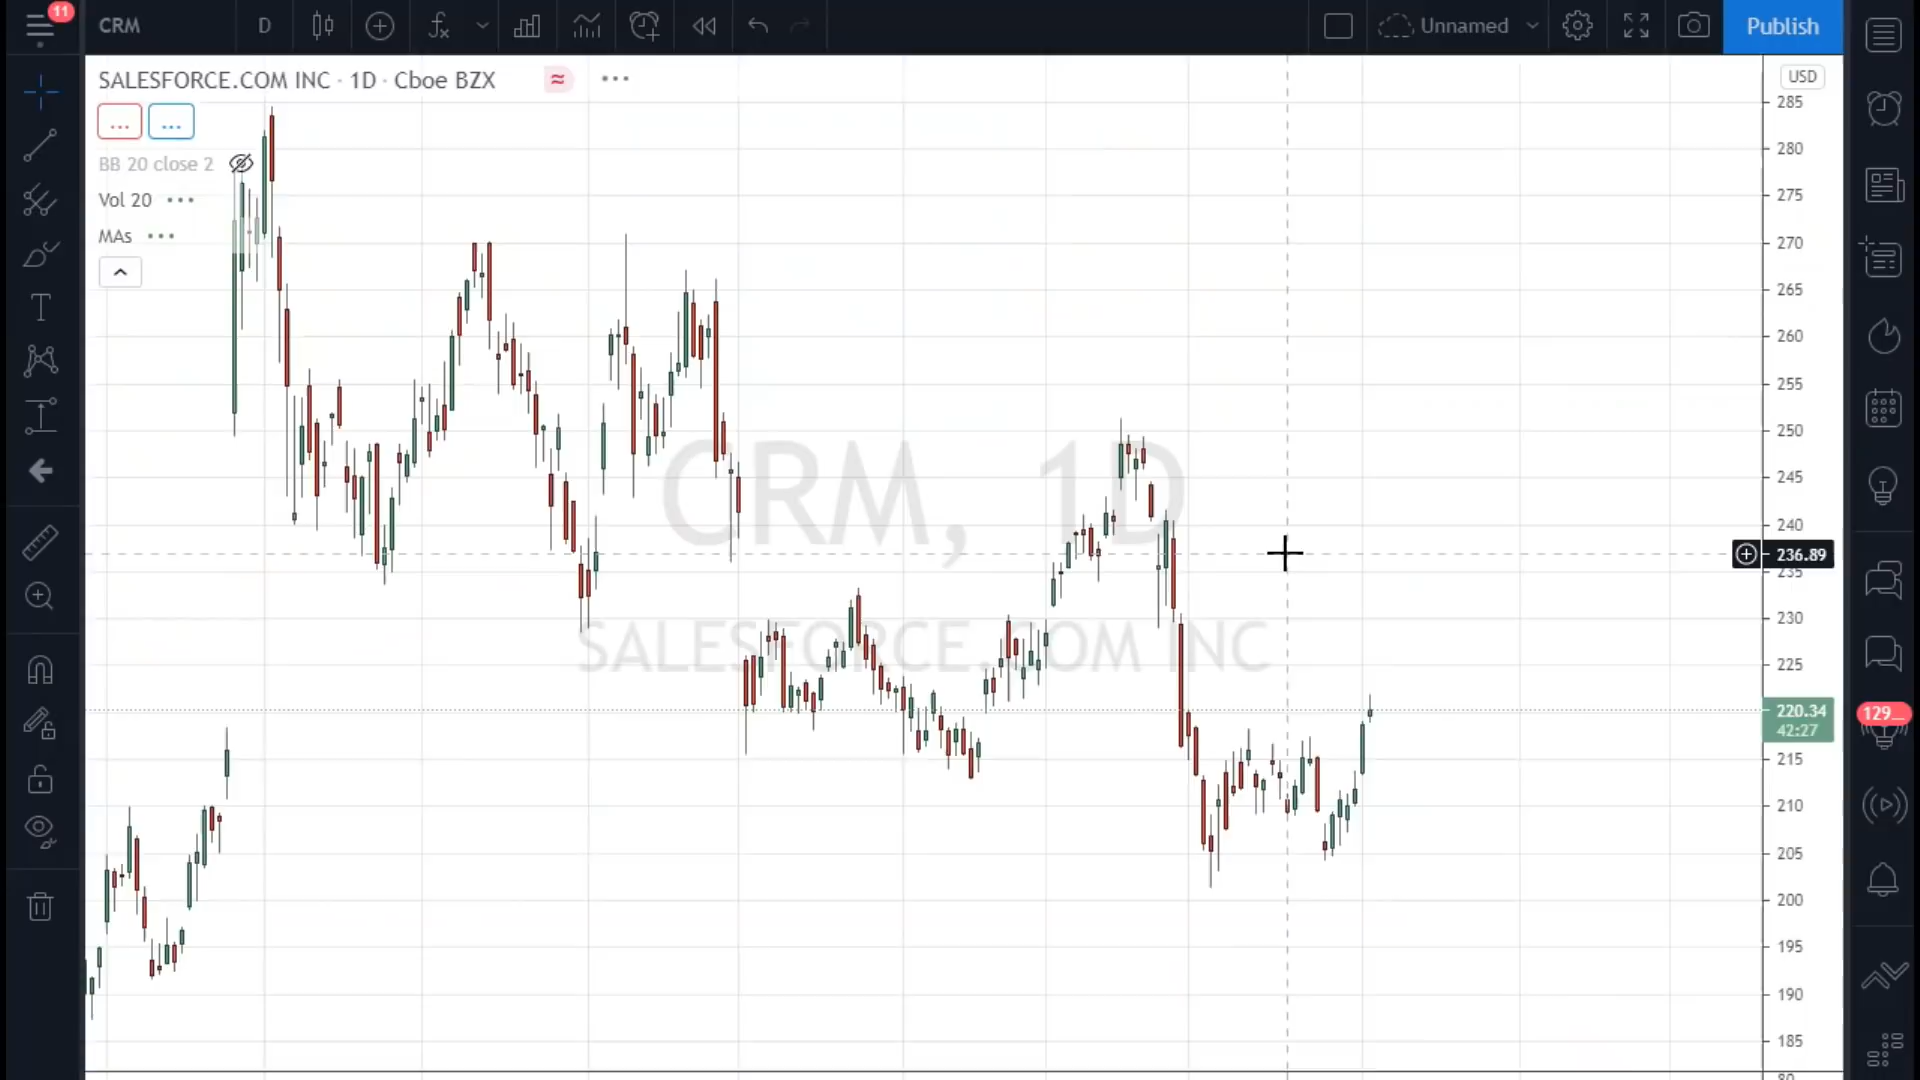 11
CRM
D
Unnamed
Publish
SALESFORCE.COM INC · 1D · Cboe BZX
USD
BB 20 close 2
Vol 20
MAs
CRM, 1D
SALESFORCE.COM INC
285
280
275
270
265
260
255
250
245
240
236.89
235
230
225
220.34
42:27
215
210
205
200
195
190
185
129...